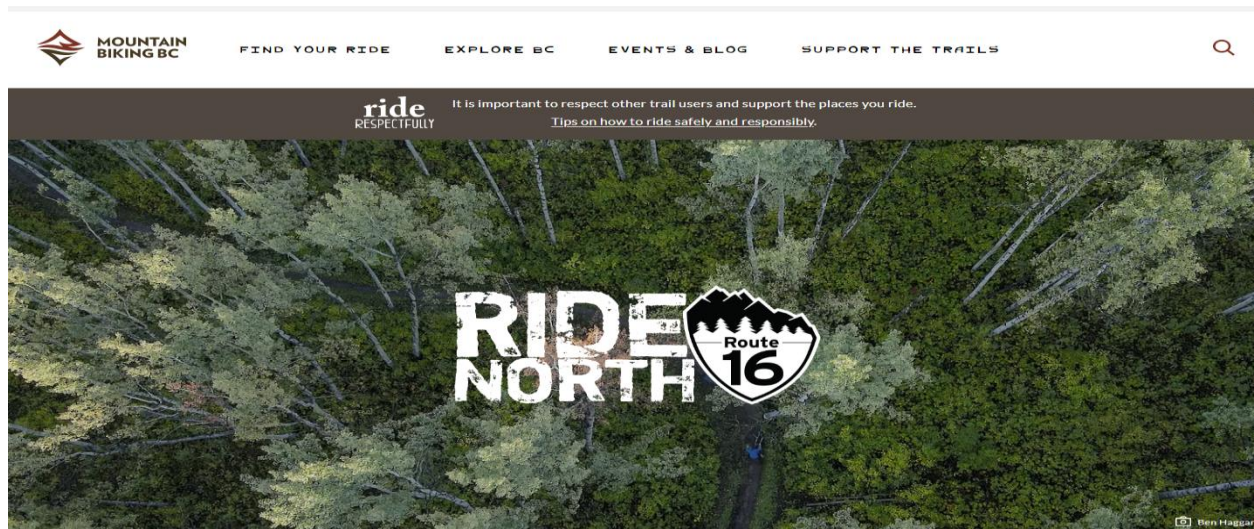 MOUNTAIN
BIKING BC
FIND YOUR RIDE
EXPLORE BC
EVENTS & BLOG
SUPPORT THE TRAILS
ride
RESPECTFULLY
It is important to respect other trail users and support the places you ride.
Tips on how to ride safely and responsibly.
RIDE
NORTH
Route
16
Ben Haggar